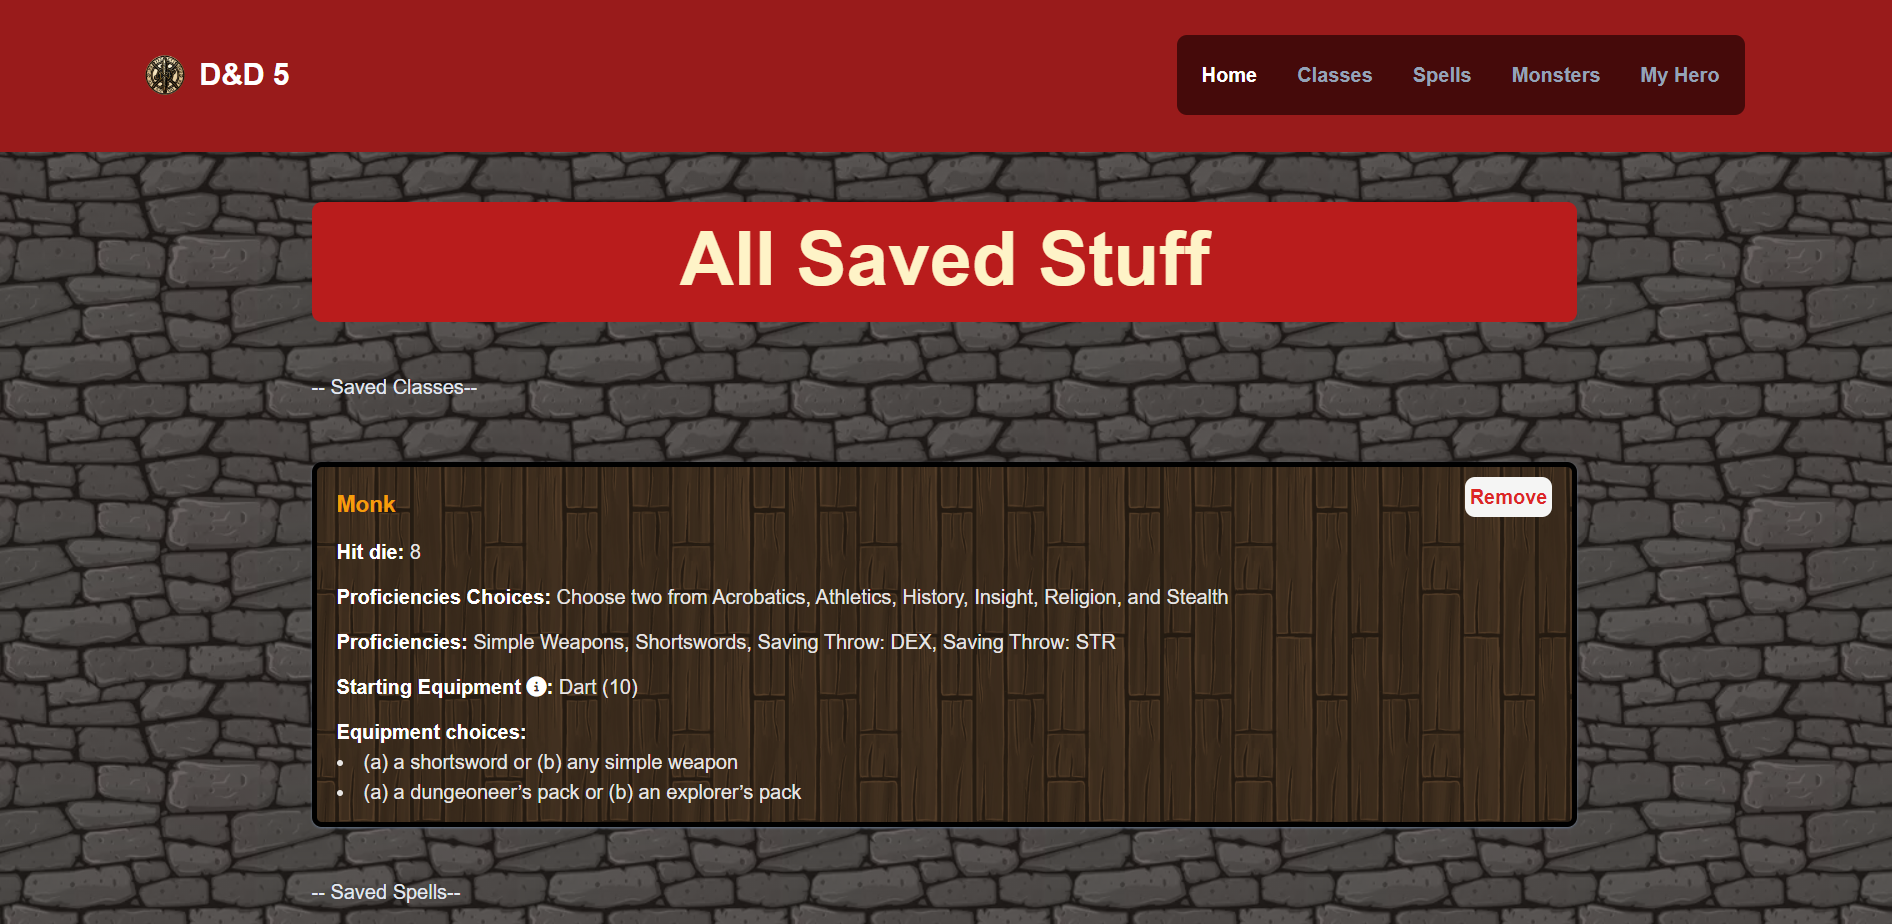 D&D 5
Home Classes Spells Monsters My Hero
All Saved Stuff
-- Saved Classes--
Monk
Remove
Hit die: 8
Proficiencies Choices: Choose two from Acrobatics, Athletics, History, Insight, Religion, and Stealth
Proficiencies: Simple Weapons, Shortswords, Saving Throw: DEX, Saving Throw: STR
Starting Equipment : Dart (10)
Equipment choices:
• (a) a shortsword or (b) any simple weapon
• (a) a dungeoneer’s pack or (b) an explorer’s pack
-- Saved Spells--